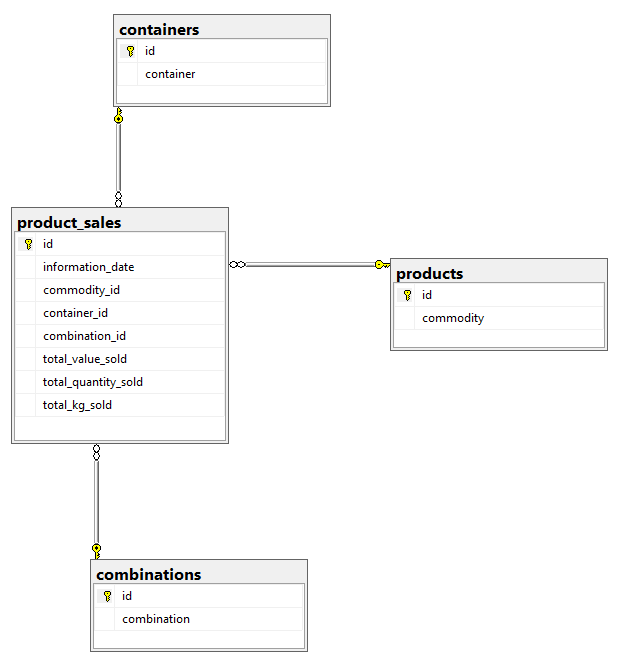 containers
id
container
product_sales
id
information_date
commodity_id
container_id
combination_id
total_value_sold
total_quantity_sold
total_kg_sold
products
id
commodity
combinations
id
combination